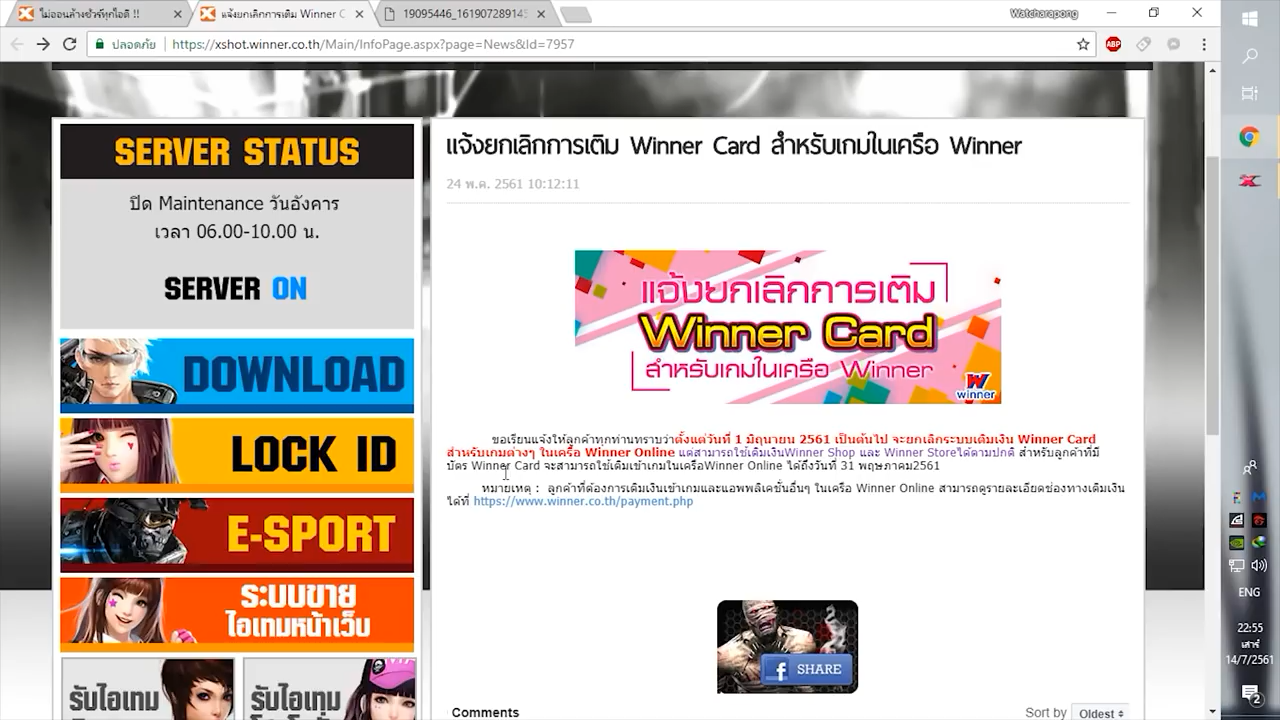 ไม่ออนล้างชัวร์ทุกไอดี !!
แจ้งยกเลิกการเติม Winner C
19095446_161907289145
Watcharapong
ปลอดภัย
https://xshot.winner.co.th/Main/InfoPage.aspx?page=News&Id=7957
ABP
SERVER STATUS
ปิด Maintenance วันอังคาร
เวลา 06.00-10.00 น.
SERVER ON
DOWNLOAD
LOCK ID
E-SPORT
ระบบขาย
ไอเทมหน้าเว็บ
รับไอเทม
รับไอเทม
แจ้งยกเลิกการเติม Winner Card สำหรับเกมในเครือ Winner
24 พ.ค. 2561 10:12:11
แจ้งยกเลิกการเติม
Winner Card
สำหรับเกมในเครือ Winner
winner
ขอเรียนแจ้งให้ลูกค้าทุกท่านทราบว่าตั้งแต่วันที่ 1 มิถุนายน 2561 เป็นต้นไป จะยกเลิกระบบเติมเงิน Winner Card
สำหรับเกมต่างๆ ในเครือ Winner Online แต่สามารถใช้เติมเงินWinner Shop และ Winner Storeได้ตามปกติ สำหรับลูกค้าที่มี
บัตร Winner Card จะสามารถใช้เติมเข้าเกมในเครือWinner Online ได้ถึงวันที่ 31 พฤษภาคม2561
หมายเหตุ : ลูกค้าที่ต้องการเติมเงินเข้าเกมและแอพพลิเคชั่นอื่นๆ ในเครือ Winner Online สามารถดูรายละเอียดช่องทางเติมเงิน
ได้ที่ https://www.winner.co.th/payment.php
f SHARE
Comments
Sort by Oldest
ENG
22:55
เสาร์
14/7/2561
2